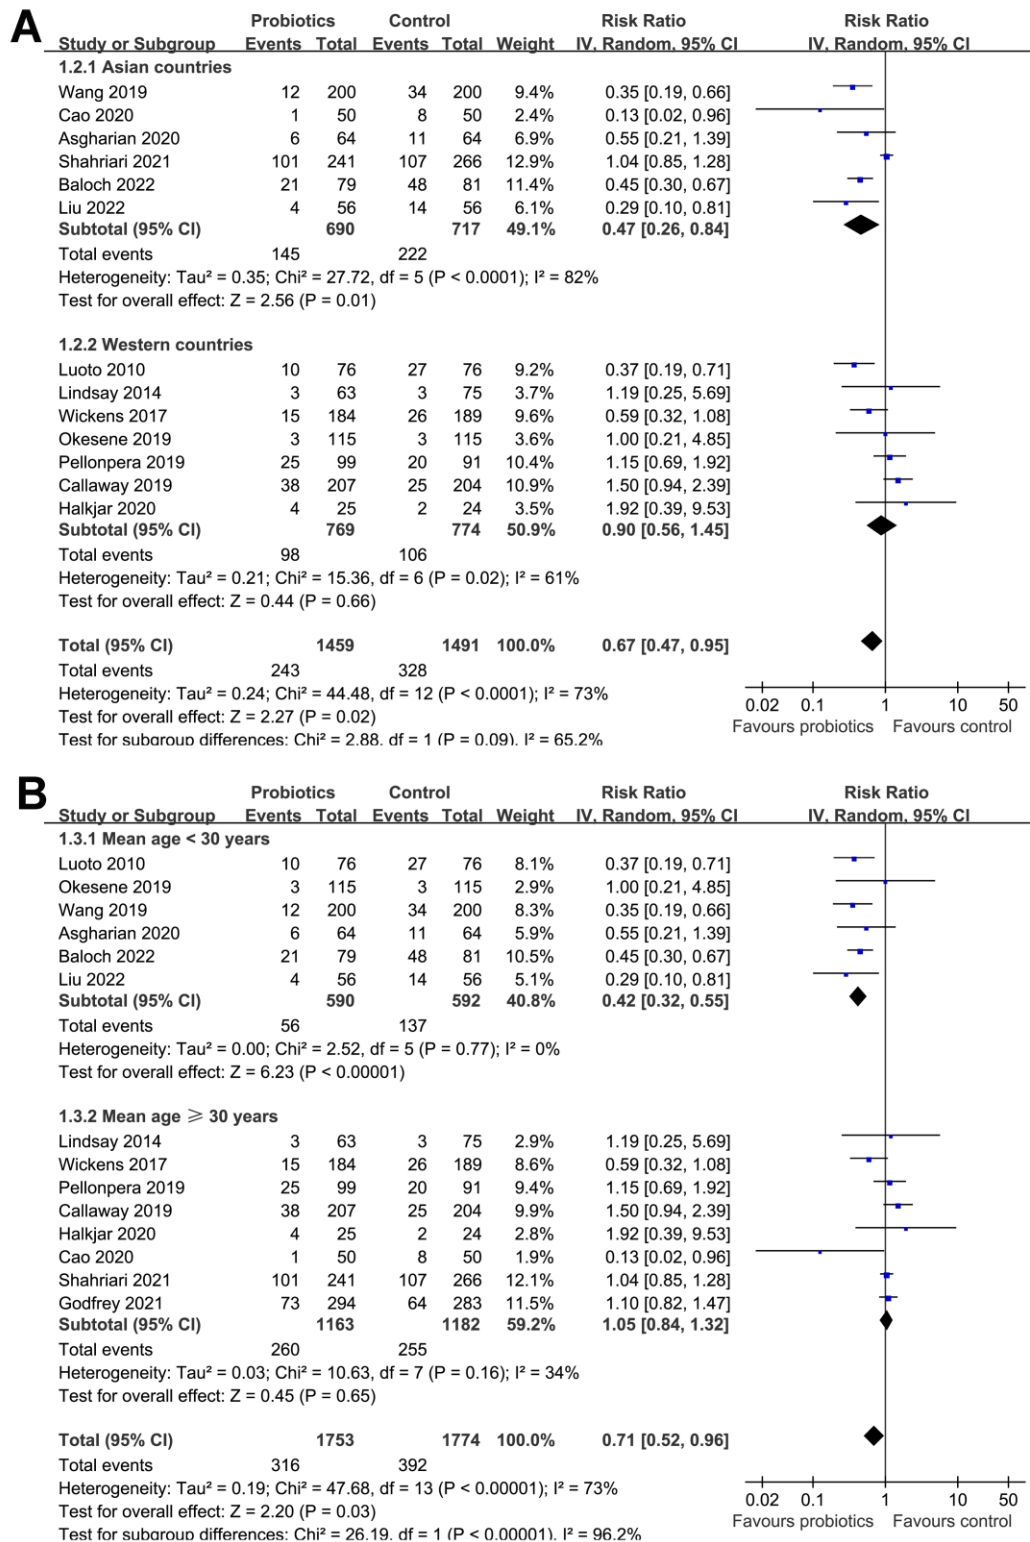 A
Probiotics Control Risk Ratio Risk Ratio
Study or Subgroup Events Total Events Total Weight IV, Random, 95% CI IV, Random, 95% CI
1.2.1 Asian countries
Wang 2019 12 200 34 200 9.4% 0.35 [0.19, 0.66]
Cao 2020 1 50 8 50 2.4% 0.13 [0.02, 0.96]
Asgharian 2020 6 64 11 64 6.9% 0.55 [0.21, 1.39]
Shahriari 2021 101 241 107 266 12.9% 1.04 [0.85, 1.28]
Baloch 2022 21 79 48 81 11.4% 0.45 [0.30, 0.67]
Liu 2022 4 56 14 56 6.1% 0.29 [0.10, 0.81]
Subtotal (95% CI) 690 717 49.1% 0.47 [0.26, 0.84]
Total events 145 222
Heterogeneity: Tau² = 0.35; Chi² = 27.72, df = 5 (P < 0.0001); I² = 82%
Test for overall effect: Z = 2.56 (P = 0.01)
1.2.2 Western countries
Luoto 2010 10 76 27 76 9.2% 0.37 [0.19, 0.71]
Lindsay 2014 3 63 3 75 3.7% 1.19 [0.25, 5.69]
Wickens 2017 15 184 26 189 9.6% 0.59 [0.32, 1.08]
Okesene 2019 3 115 3 115 3.6% 1.00 [0.21, 4.85]
Pellonpera 2019 25 99 20 91 10.4% 1.15 [0.69, 1.92]
Callaway 2019 38 207 25 204 10.9% 1.50 [0.94, 2.39]
Halkjar 2020 4 25 2 24 3.5% 1.92 [0.39, 9.53]
Subtotal (95% CI) 769 774 50.9% 0.90 [0.56, 1.45]
Total events 98 106
Heterogeneity: Tau² = 0.21; Chi² = 15.36, df = 6 (P = 0.02); I² = 61%
Test for overall effect: Z = 0.44 (P = 0.66)
Total (95% CI) 1459 1491 100.0% 0.67 [0.47, 0.95]
Total events 243 328
Heterogeneity: Tau² = 0.24; Chi² = 44.48, df = 12 (P < 0.0001); I² = 73%
Test for overall effect: Z = 2.27 (P = 0.02)
Test for subgroup differences: Chi² = 2.88, df = 1 (P = 0.09), I² = 65.2%
0.02 0.1 1 10 50
Favours probiotics Favours control
B
Probiotics Control Risk Ratio Risk Ratio
Study or Subgroup Events Total Events Total Weight IV, Random, 95% CI IV, Random, 95% CI
1.3.1 Mean age < 30 years
Luoto 2010 10 76 27 76 8.1% 0.37 [0.19, 0.71]
Okesene 2019 3 115 3 115 2.9% 1.00 [0.21, 4.85]
Wang 2019 12 200 34 200 8.3% 0.35 [0.19, 0.66]
Asgharian 2020 6 64 11 64 5.9% 0.55 [0.21, 1.39]
Baloch 2022 21 79 48 81 10.5% 0.45 [0.30, 0.67]
Liu 2022 4 56 14 56 5.1% 0.29 [0.10, 0.81]
Subtotal (95% CI) 590 592 40.8% 0.42 [0.32, 0.55]
Total events 56 137
Heterogeneity: Tau² = 0.00; Chi² = 2.52, df = 5 (P = 0.77); I² = 0%
Test for overall effect: Z = 6.23 (P < 0.00001)
1.3.2 Mean age ≥ 30 years
Lindsay 2014 3 63 3 75 2.9% 1.19 [0.25, 5.69]
Wickens 2017 15 184 26 189 8.6% 0.59 [0.32, 1.08]
Pellonpera 2019 25 99 20 91 9.4% 1.15 [0.69, 1.92]
Callaway 2019 38 207 25 204 9.9% 1.50 [0.94, 2.39]
Halkjar 2020 4 25 2 24 2.8% 1.92 [0.39, 9.53]
Cao 2020 1 50 8 50 1.9% 0.13 [0.02, 0.96]
Shahriari 2021 101 241 107 266 12.1% 1.04 [0.85, 1.28]
Godfrey 2021 73 294 64 283 11.5% 1.10 [0.82, 1.47]
Subtotal (95% CI) 1163 1182 59.2% 1.05 [0.84, 1.32]
Total events 260 255
Heterogeneity: Tau² = 0.03; Chi² = 10.63, df = 7 (P = 0.16); I² = 34%
Test for overall effect: Z = 0.45 (P = 0.65)
Total (95% CI) 1753 1774 100.0% 0.71 [0.52, 0.96]
Total events 316 392
Heterogeneity: Tau² = 0.19; Chi² = 47.68, df = 13 (P < 0.00001); I² = 73%
Test for overall effect: Z = 2.20 (P = 0.03)
Test for subgroup differences: Chi² = 26.19, df = 1 (P < 0.00001), I² = 96.2%
0.02 0.1 1 10 50
Favours probiotics Favours control